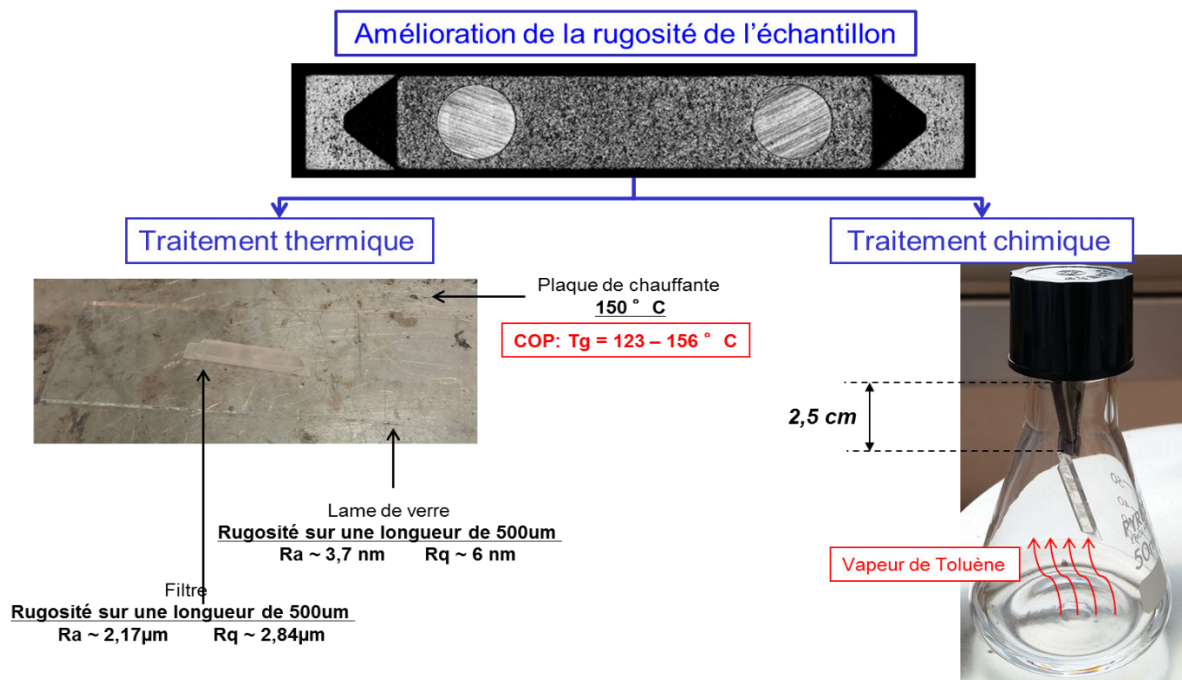 Amélioration de la rugosité de l'échantillon
Traitement thermique
Traitement chimique
Plaque de chauffante
150 ° C
COP: Tg = 123 – 156 ° C
2,5 cm
Lame de verre
Rugosité sur une longueur de 500um
Ra ~ 3,7 nm Rq ~ 6 nm
Vapeur de Toluène
Filtre
Rugosité sur une longueur de 500um
Ra ~ 2,17µm Rq ~ 2,84µm